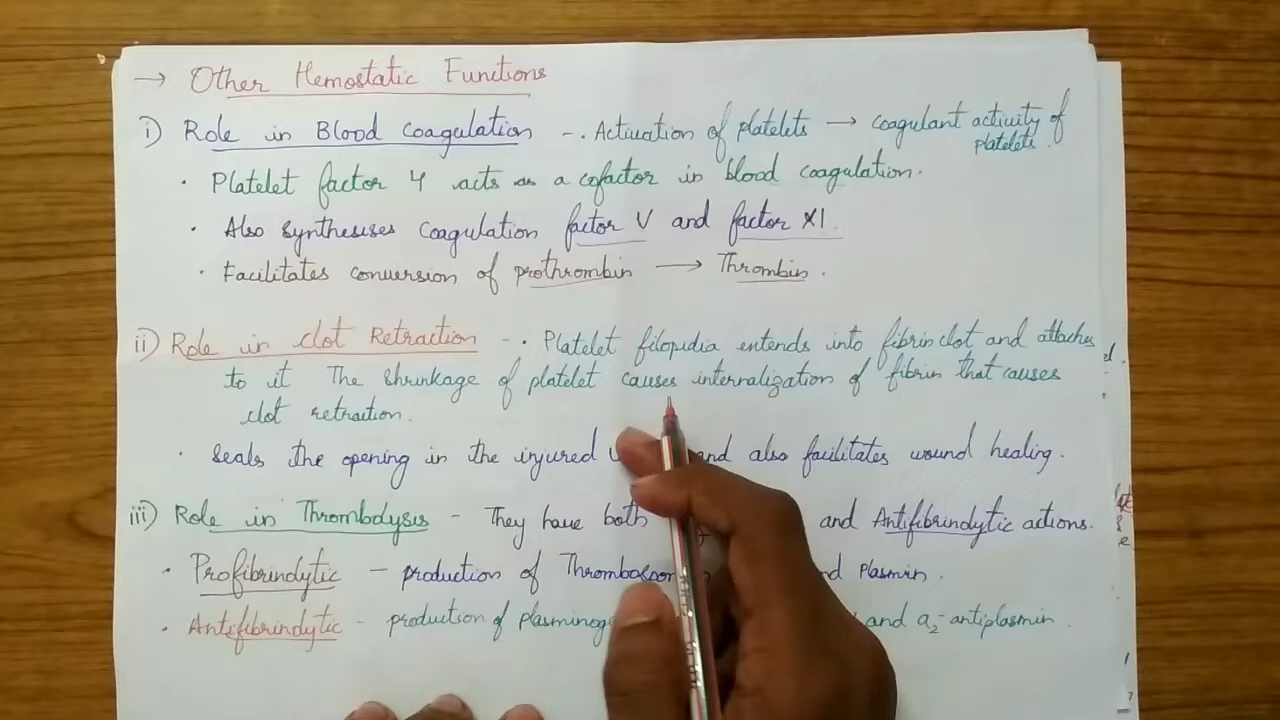 → Other Hemostatic Functions
i) Role in Blood Coagulation -. Activation of platelets → coagulant activity of platelets.
· Platelet factor 4 acts as a cofactor in blood coagulation.
· Also synthesises coagulation factor V and factor XI.
· Facilitates conversion of prothrombin → Thrombin.
ii) Role in clot Retraction -. Platelet filopidia entends into fibrin clot and attaches
to it The shrinkage of platelet causes internalization of fibrin that causes
clot retraction.
· Seals the opening in the injured and also facilitates wound healing.
iii) Role in Thrombolysis - They have both and Antifibrinolytic actions.
· Profibrinolytic - production of and Plasmin.
· Antifibrinolytic - production of and a₂-antiplasmin.